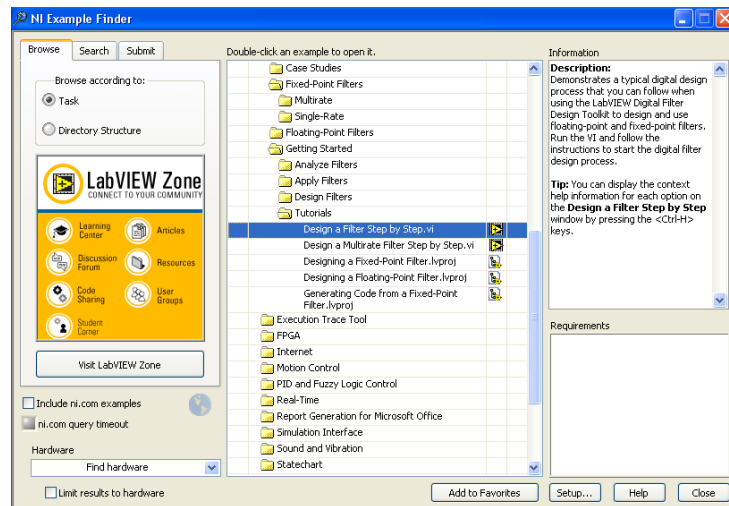 NI Example Finder
Browse
Search
Submit
Browse according to:
Task
Directory Structure
LabVIEW Zone
CONNECT TO YOUR COMMUNITY
Learning
Center
Articles
Discussion
Forum
Resources
Code
Sharing
User
Groups
Student
Corner
Visit LabVIEW Zone
Include ni.com examples
ni.com query timeout
Hardware
Find hardware
Limit results to hardware
Double-click an example to open it.
Case Studies
Fixed-Point Filters
Multirate
Single-Rate
Floating-Point Filters
Getting Started
Analyze Filters
Apply Filters
Design Filters
Tutorials
Design a Filter Step by Step.vi
Design a Multirate Filter Step by Step.vi
Designing a Fixed-Point Filter.lvproj
Designing a Floating-Point Filter.lvproj
Generating Code from a Fixed-Point
Filter.lvproj
Execution Trace Tool
FPGA
Internet
Motion Control
PID and Fuzzy Logic Control
Real-Time
Report Generation for Microsoft Office
Simulation Interface
Sound and Vibration
Statechart
Information
Description:
Demonstrates a typical digital design
process that you can follow when
using the LabVIEW Digital Filter
Design Toolkit to design and use
floating-point and fixed-point filters.
Run the VI and follow the
instructions to start the digital filter
design process.
Tip: You can display the context
help information for each option on
the Design a Filter Step by Step
window by pressing the <Ctrl-H>
keys.
Requirements
Add to Favorites
Setup...
Help
Close